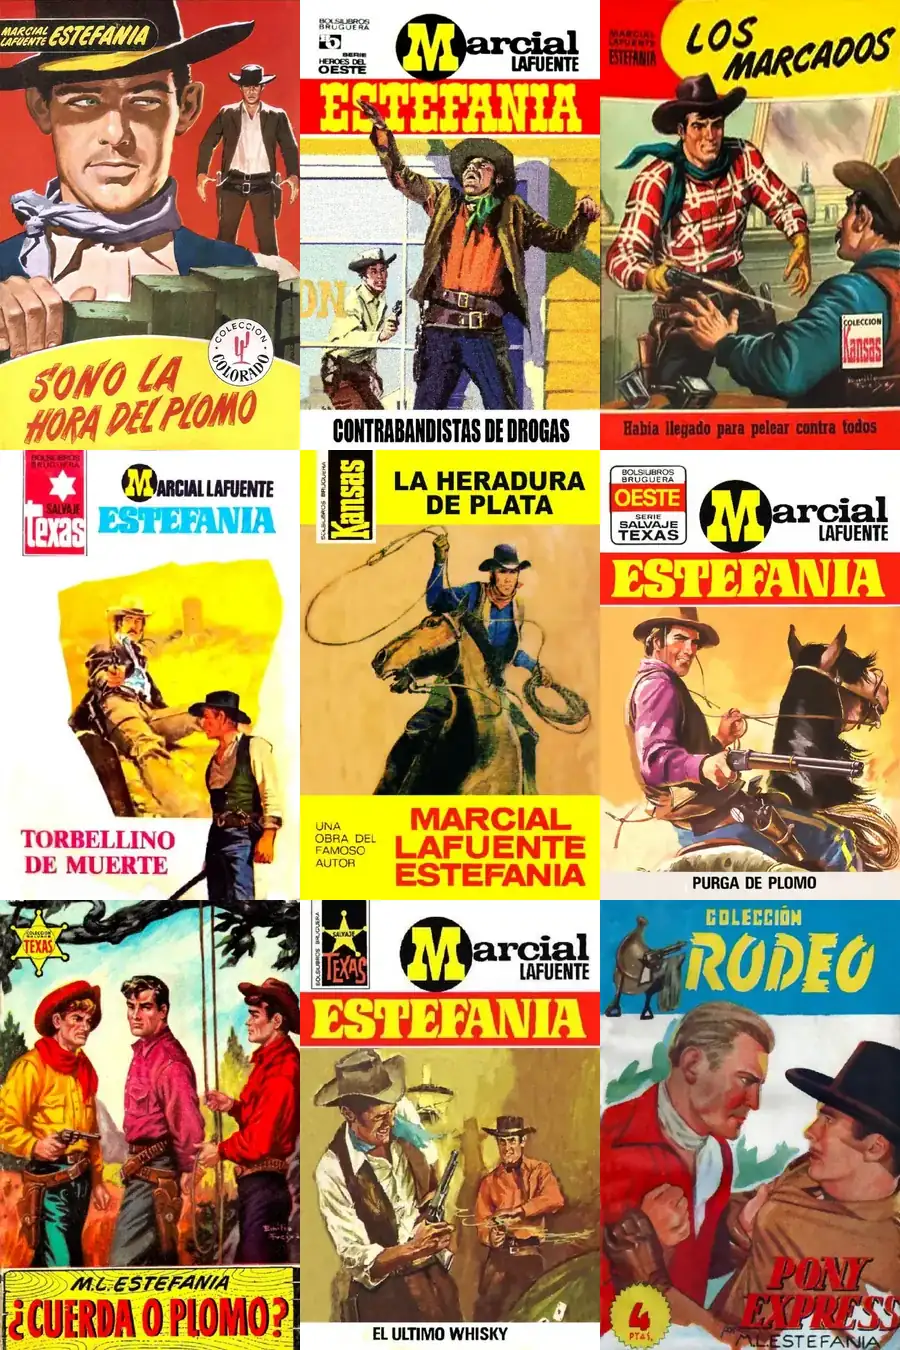 MARCIAL
LAFUENTE ESTEFANIA
COLECCION
COLORADO
SONO LA
HORA DEL PLOMO
BOLSILIBROS
BRUGUERA
SERIE
HEROES DEL
OESTE
Marcial
LAFUENTE
ESTEFANIA
ON
CONTRABANDISTAS DE DROGAS
MARCIAL
LAFUENTE
ESTEFANIA
LOS
MARCADOS
COLECCION
Kansas
Había llegado para pelear contra todos
BOLSILIBROS
BRUGUERA
SALVAJE
texas
MARCIAL LAFUENTE
ESTEFANIA
TORBELLINO
DE MUERTE
BOLSILIBROS BRUGUERA
Kansas
LA HERADURA
DE PLATA
UNA
OBRA DEL
FAMOSO
AUTOR
MARCIAL
LAFUENTE
ESTEFANIA
BOLSILIBROS
BRUGUERA
OESTE
SERIE
SALVAJE
TEXAS
Marcial
LAFUENTE
ESTEFANIA
PURGA DE PLOMO
TEXAS
M.L. ESTEFANIA
¿CUERDA O PLOMO?
BOLSILIBROS BRUGUERA
SALVAJE
TEXAS
Marcial
LAFUENTE
ESTEFANIA
EL ULTIMO WHISKY
COLECCIÓN
RODEO
PONY
EXPRESS
4
PTAS.
POR
M.L.ESTEFANIA